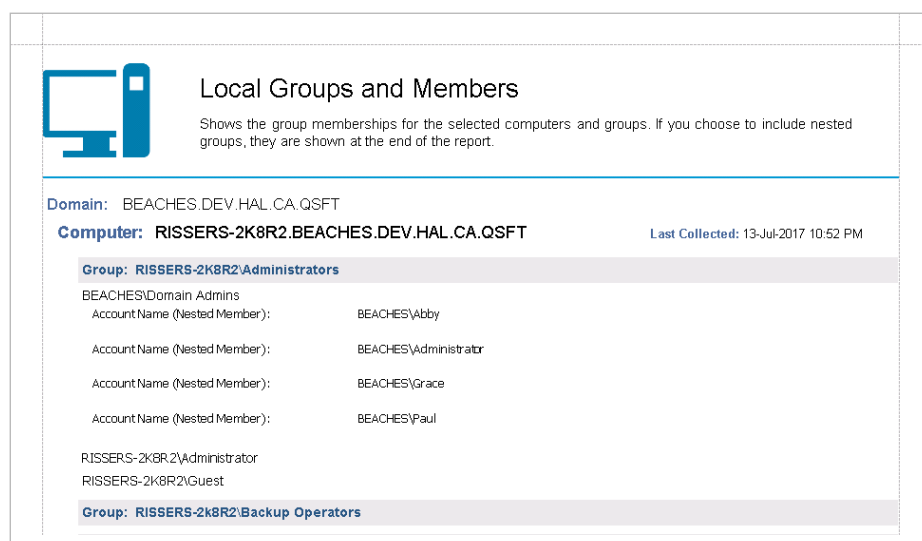 Local Groups and Members
Shows the group memberships for the selected computers and groups. If you choose to include nested
groups, they are shown at the end of the report.
Domain: BEACHES.DEV.HAL.CA.QSFT
Computer: RISSERS-2K8R2.BEACHES.DEV.HAL.CA.QSFT Last Collected: 13-Jul-2017 10:52 PM
Group: RISSERS-2K8R2\Administrators
BEACHES\Domain Admins
Account Name (Nested Member): BEACHES\Abby
Account Name (Nested Member): BEACHES\Administrator
Account Name (Nested Member): BEACHES\Grace
Account Name (Nested Member): BEACHES\Paul
RISSERS-2K8R2\Administrator
RISSERS-2K8R2\Guest
Group: RISSERS-2k8R2\Backup Operators